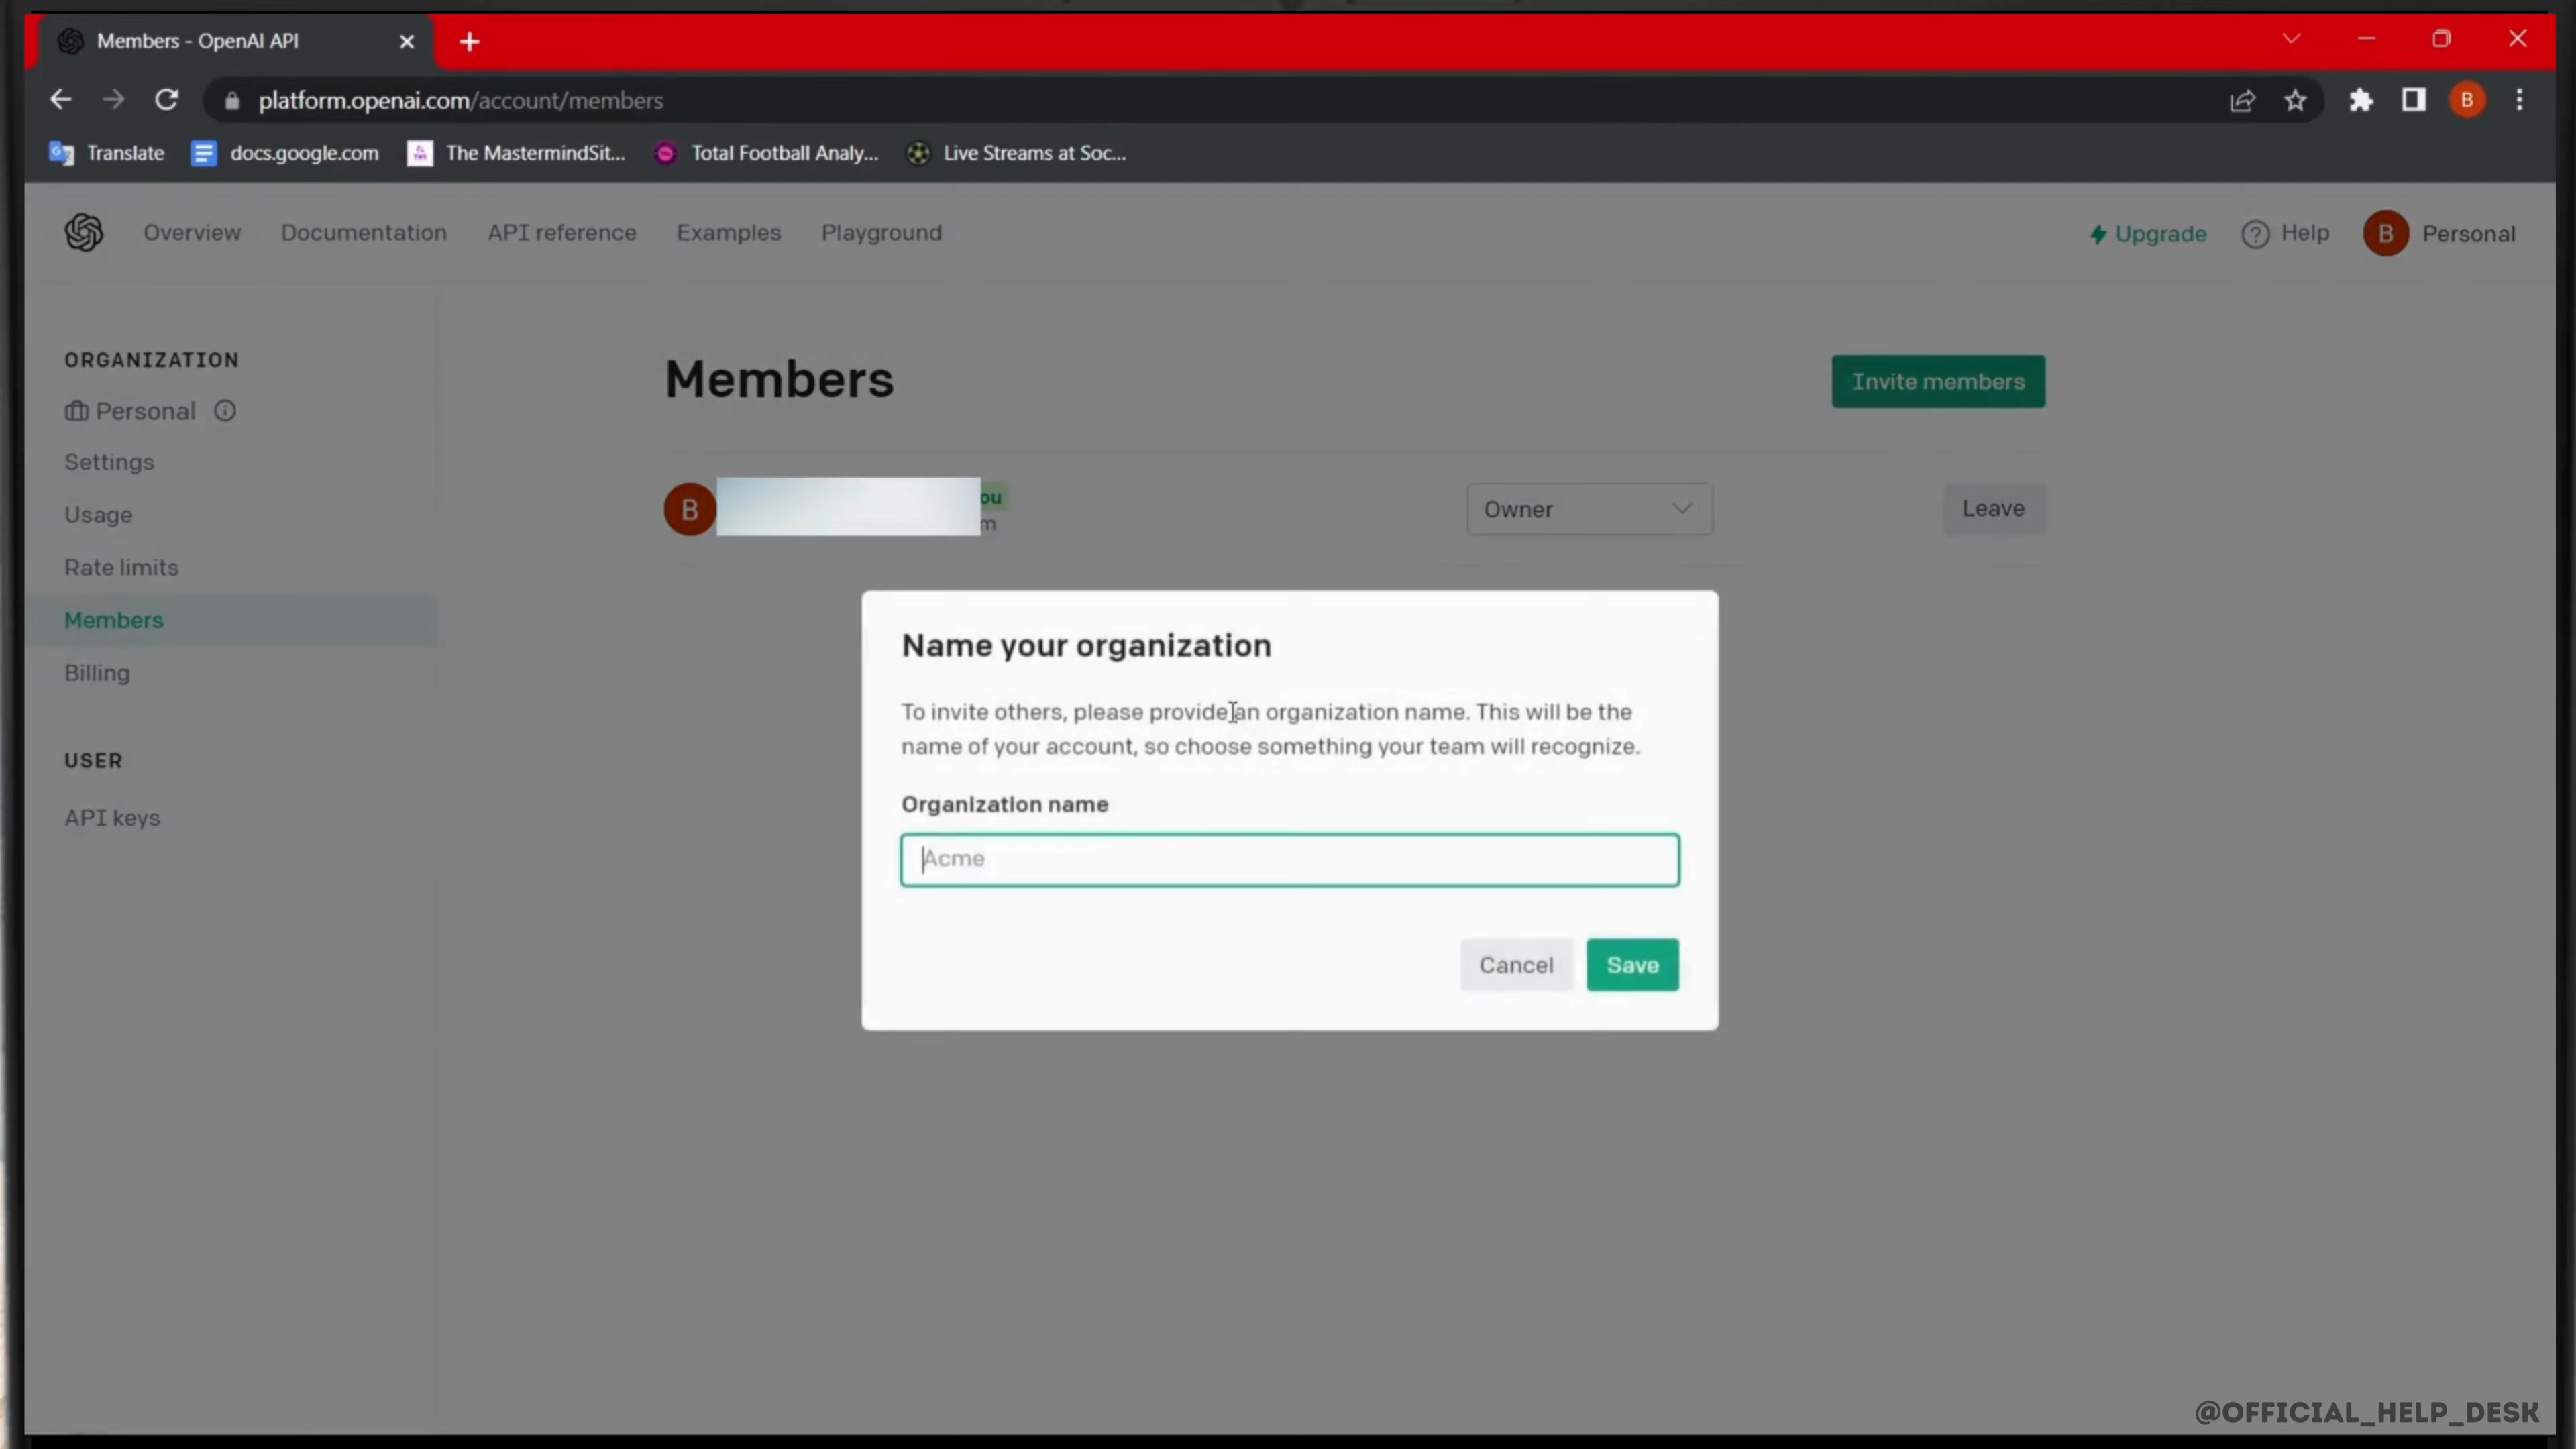 Members - OpenAI API
platform.openai.com/account/members
B
Translate
docs.google.com
The MastermindSit...
Total Football Analy...
Live Streams at Soc...
Overview
Documentation
API reference
Examples
Playground
Upgrade
Help
B
Personal
ORGANIZATION
Personal
Settings
Usage
Rate limits
Members
Billing
USER
API keys
Members
Invite members
B
ou
m
Owner
Leave
Name your organization
To invite others, please provide an organization name. This will be the
name of your account, so choose something your team will recognize.
Organization name
Acme
Cancel
Save
@OFFICIAL_HELP_DESK